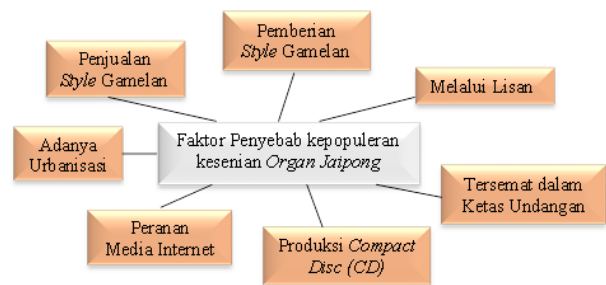 Pemberian
Style Gamelan
Penjualan
Style Gamelan
Melalui Lisan
Faktor Penyebab kepopuleran
kesenian Organ Jaipong
Adanya
Urbanisasi
Tersemat dalam
Ketas Undangan
Peranan
Media Internet
Produksi Compact
Disc (CD)